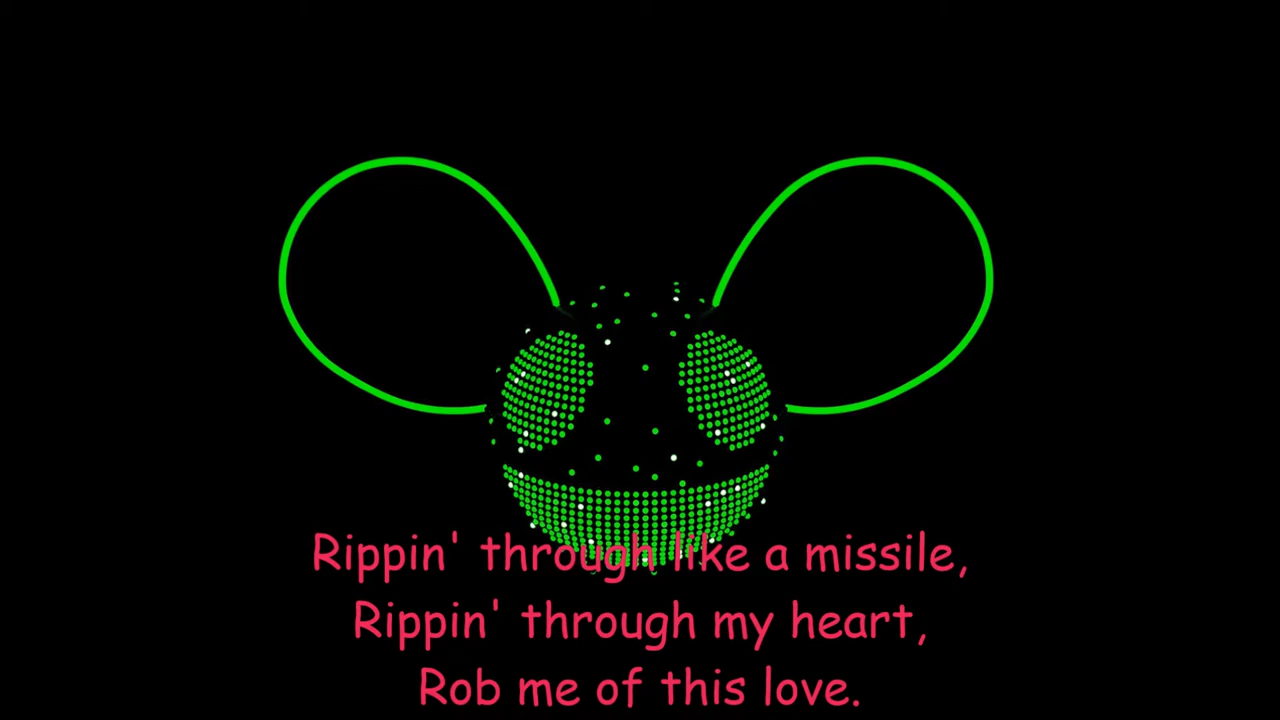 Rippin' through like a missile,
Rippin' through my heart,
Rob me of this love.